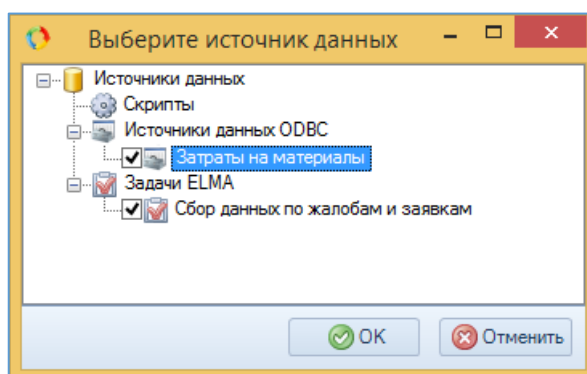 Выберите источник данных
Источники данных
Скрипты
Источники данных ODBC
Затраты на материалы
Задачи ELMA
Сбор данных по жалобам и заявкам
OK
Отменить